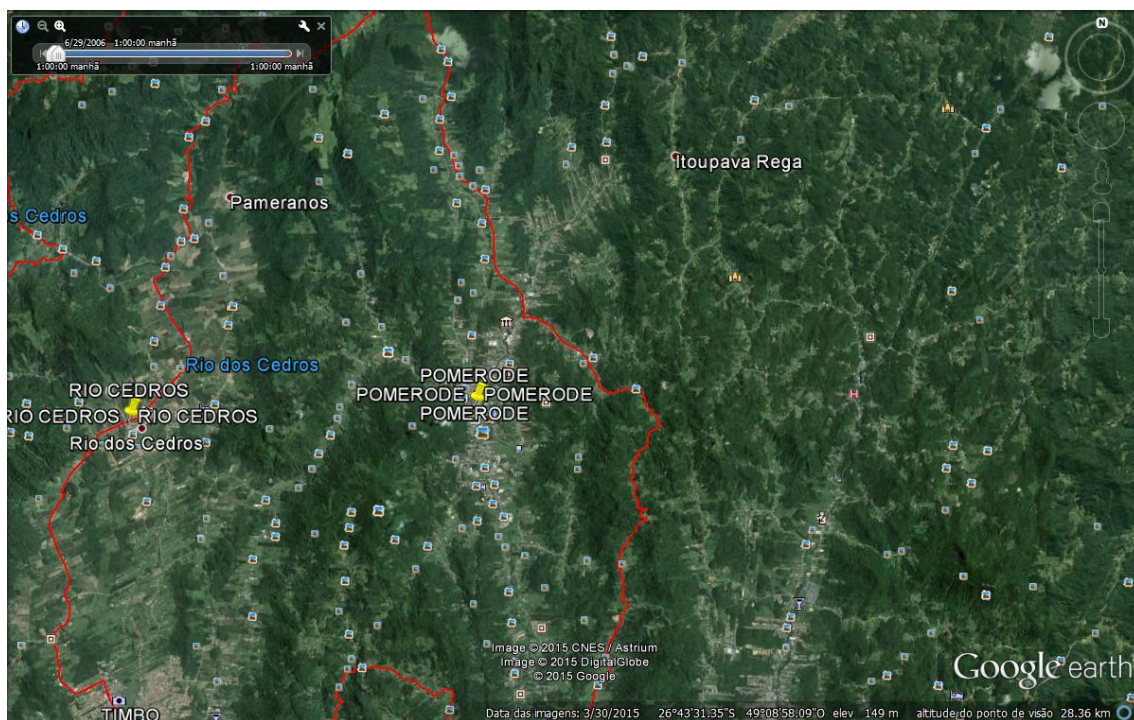 6/29/2006 1:00:00 manhã
1:00:00 manhã 1:00:00 manhã
N
Itoupava Rega
Pameranos
s Cedros
Rio dos Cedros
POMERODE
RIO CEDROS
POMERODE POMERODE
RIO CEDROS RIO CEDROS
POMERODE
Rio dos Cedros
H
Image © 2015 CNES / Astrium
Image © 2015 DigitalGlobe
© 2015 Google
Google earth
TIMBO
Data das imagens: 3/30/2015 26°43'31.35"S 49°08'58.09"O elev 149 m altitude do ponto de visão 28.36 km